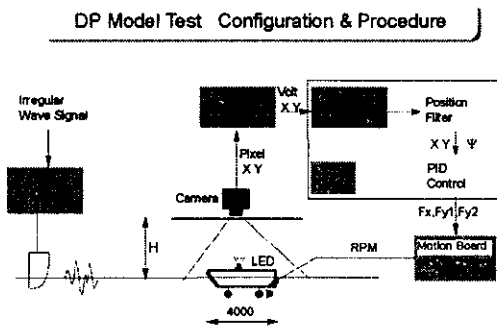 DP Model Test Configuration & Procedure
Irregular
Wave Signal
Volt
X.Y
Position
Filter
Pixel
X Y
X Y Ψ
PID
Control
Camera
Fx,Fy1,Fy2
H
LED
RPM
Motion Board
4000